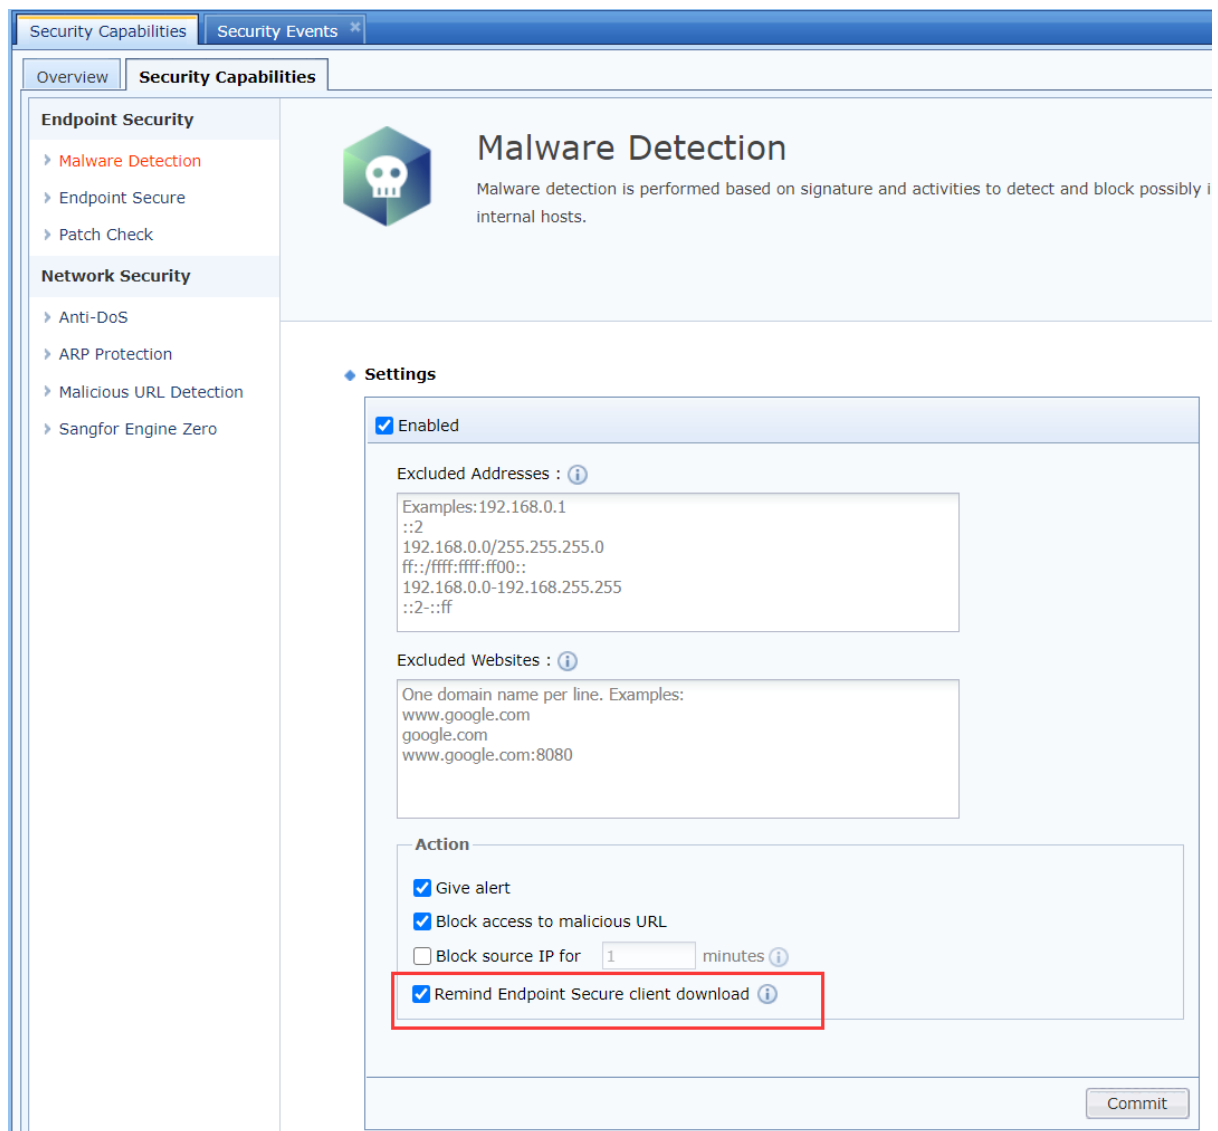 Security Capabilities
Security Events
Overview
Security Capabilities
Endpoint Security
Malware Detection
Endpoint Secure
Patch Check
Network Security
Anti-DoS
ARP Protection
Malicious URL Detection
Sangfor Engine Zero
Malware Detection
Malware detection is performed based on signature and activities to detect and block possibly i
internal hosts.
Settings
Enabled
Excluded Addresses :
Examples:192.168.0.1
::2
192.168.0.0/255.255.255.0
ff::/ffff:ffff:ff00::
192.168.0.0-192.168.255.255
::2-::ff
Excluded Websites :
One domain name per line. Examples:
www.google.com
google.com
www.google.com:8080
Action
Give alert
Block access to malicious URL
Block source IP for 1 minutes
Remind Endpoint Secure client download
Commit